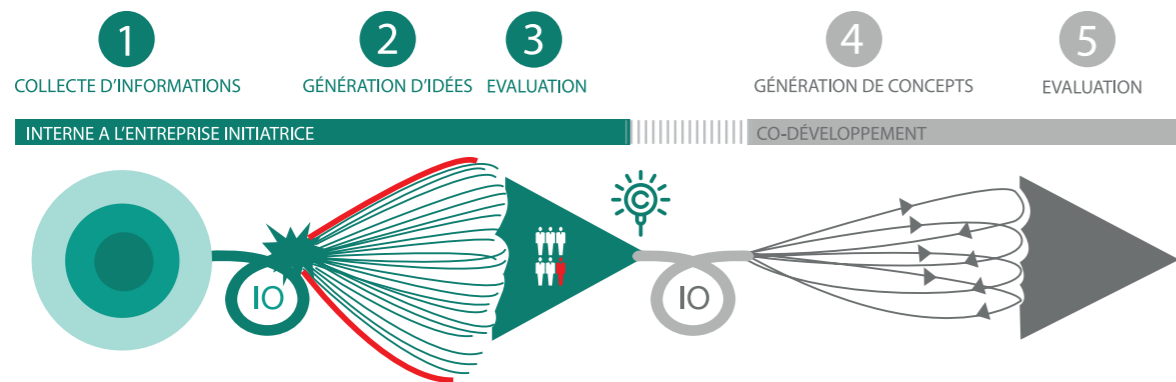 1
2
3
4
5
COLLECTE D'INFORMATIONS
GÉNÉRATION D'IDÉES
EVALUATION
GÉNÉRATION DE CONCEPTS
EVALUATION
INTERNE A L'ENTREPRISE INITIATRICE
CO-DÉVELOPPEMENT
C
IO
IO